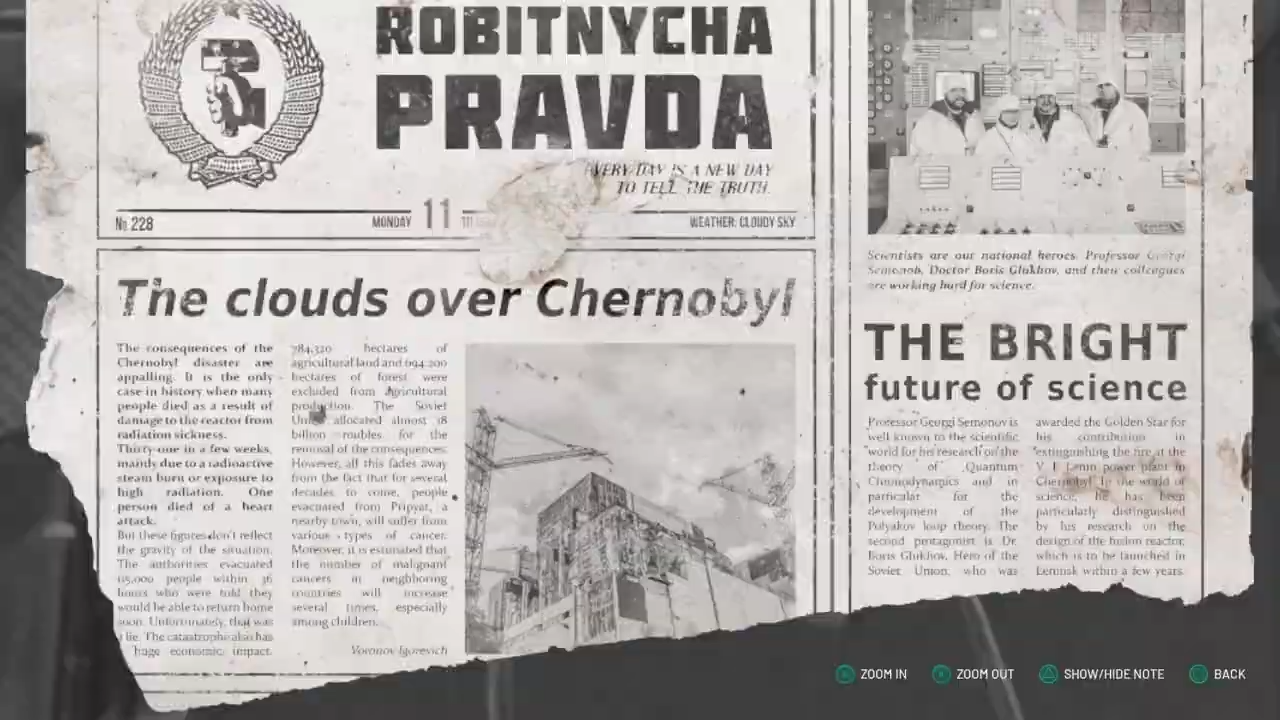 ROBITNYCHA
PRAVDA
EVERY DAY IS A NEW DAY
TO TELL THE TRUTH.
№ 228
MONDAY 11
WEATHER: CLOUDY SKY
The clouds over Chernobyl
The consequences of the
Chernobyl disaster are
appalling. It is the only
case in history when many
people died as a result of
damage to the reactor from
radiation sickness.
Thirty-one in a few weeks,
mainly due to a radioactive
steam burn or exposure to
high radiation. One
person died of a heart
attack.
But these figures don't reflect
the gravity of the situation.
The authorities evacuated
115,000 people within 36
hours who were told they
would be able to return home
soon. Unfortunately, that was
a lie. The catastrophe also has
huge economic impact.
784,320 hectares of
agricultural land and 694,200
hectares of forest were
excluded from agricultural
production. The Soviet
Union allocated almost 18
billion roubles for the
removal of the consequences.
However, all this fades away
from the fact that for several
decades to come, people
evacuated from Pripyat, a
nearby town, will suffer from
various types of cancer.
Moreover, it is estimated that
the number of malignant
cancers in neighboring
countries will increase
several times, especially
among children.
Voronov Igorevich
Scientists are our national heroes. Professor Georgi
Semonob, Doctor Boris Glukhov, and their colleagues
are working hard for science.
THE BRIGHT
future of science
Professor Georgi Semonov is
well known to the scientific
world for his research on the
theory of Quantum
Chromodynamics and in
particular for the
development of the
Polyakov loop theory. The
second protagonist is Dr.
Boris Glukhov, Hero of the
Soviet Union, who was
awarded the Golden Star for
his contribution in
extinguishing the fire at the
V. I. Lenin power plant in
Chernobyl. In the world of
science, he has been
particularly distinguished
by his research on the
design of the fusion reactor,
which is to be launched in
Lemnsk within a few years.
ZOOM IN ZOOM OUT SHOW/HIDE NOTE BACK